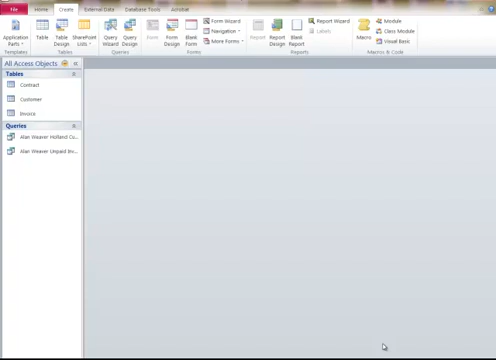 File Home Create External Data Database Tools Acrobat
Application Parts
Table
Table Design
SharePoint Lists
Query Wizard
Query Design
Form
Form Design
Blank Form
Form Wizard
Navigation
More Forms
Report
Report Design
Blank Report
Report Wizard
Labels
Macro
Module
Class Module
Visual Basic
Templates Tables Queries Forms Reports Macros & Code
All Access Objects
Tables
Contract
Customer
Invoice
Queries
Alan Wearer Holland Co...
Alan Wearer Unpaid Inv...